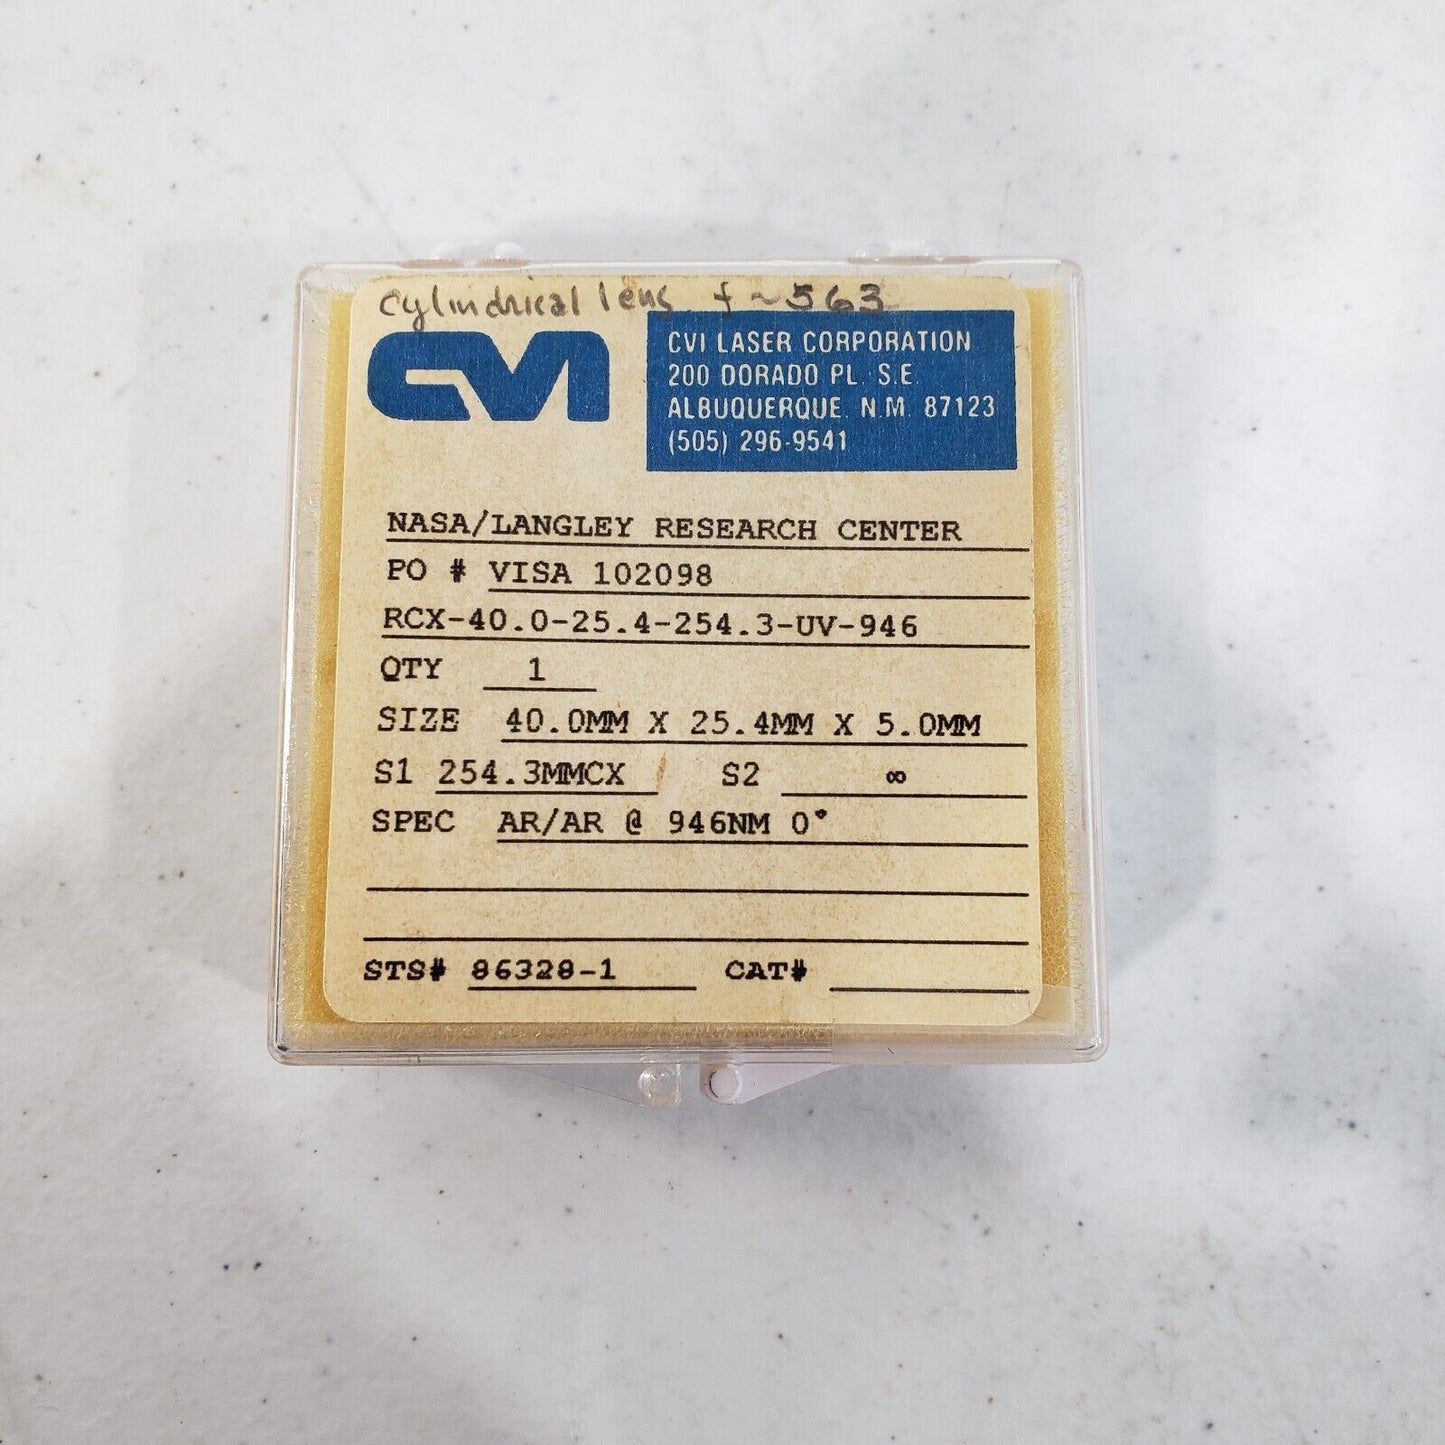 Cylindrical lens f ~ 563
CVI
CVI LASER CORPORATION
200 DORADO PL. S.E.
ALBUQUERQUE. N.M. 87123
(505) 296-9541
NASA/LANGLEY RESEARCH CENTER
PO # VISA 102098
RCX-40.0-25.4-254.3-UV-946
QTY 1
SIZE 40.0MM X 25.4MM X 5.0MM
S1 254.3MMCX S2 ∞
SPEC AR/AR @ 946NM 0°
STS# 86328-1 CAT#